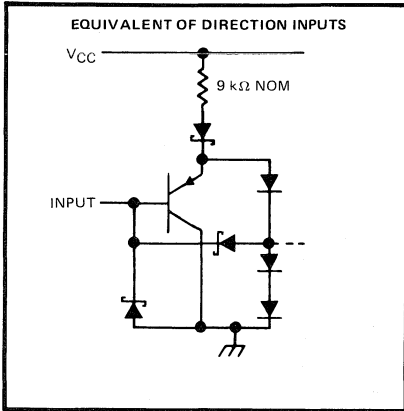 EQUIVALENT OF DIRECTION INPUTS
VCC
9 kΩ NOM
INPUT